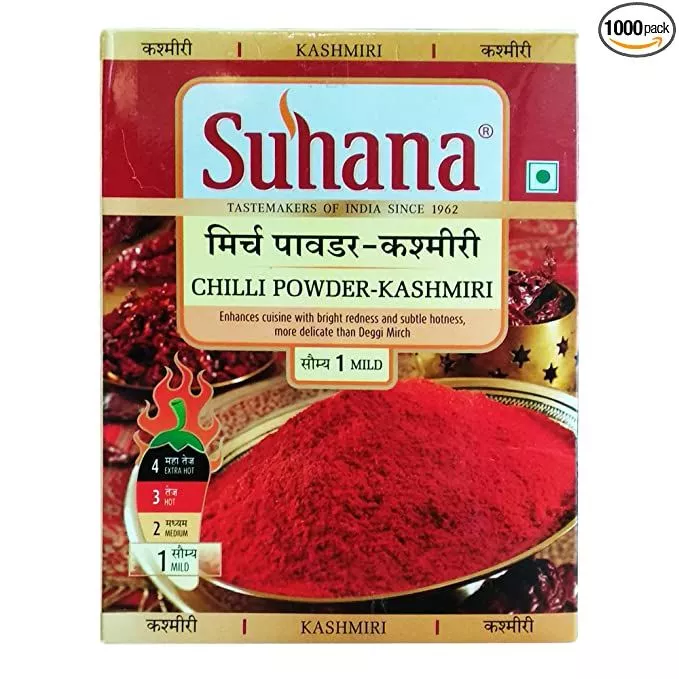 1000pack
कश्मीरी | KASHMIRI | कश्मीरी
Suhana®
TASTEMAKERS OF INDIA SINCE 1962
मिर्च पावडर-कश्मीरी
CHILLI POWDER-KASHMIRI
Enhances cuisine with bright redness and subtle hotness,
more delicate than Deggi Mirch
सौम्य 1 MILD
4 महा तेज
EXTRA HOT
3 तेज
HOT
2 मध्यम
MEDIUM
1 सौम्य
MILD
कश्मीरी | KASHMIRI | कश्मीरी